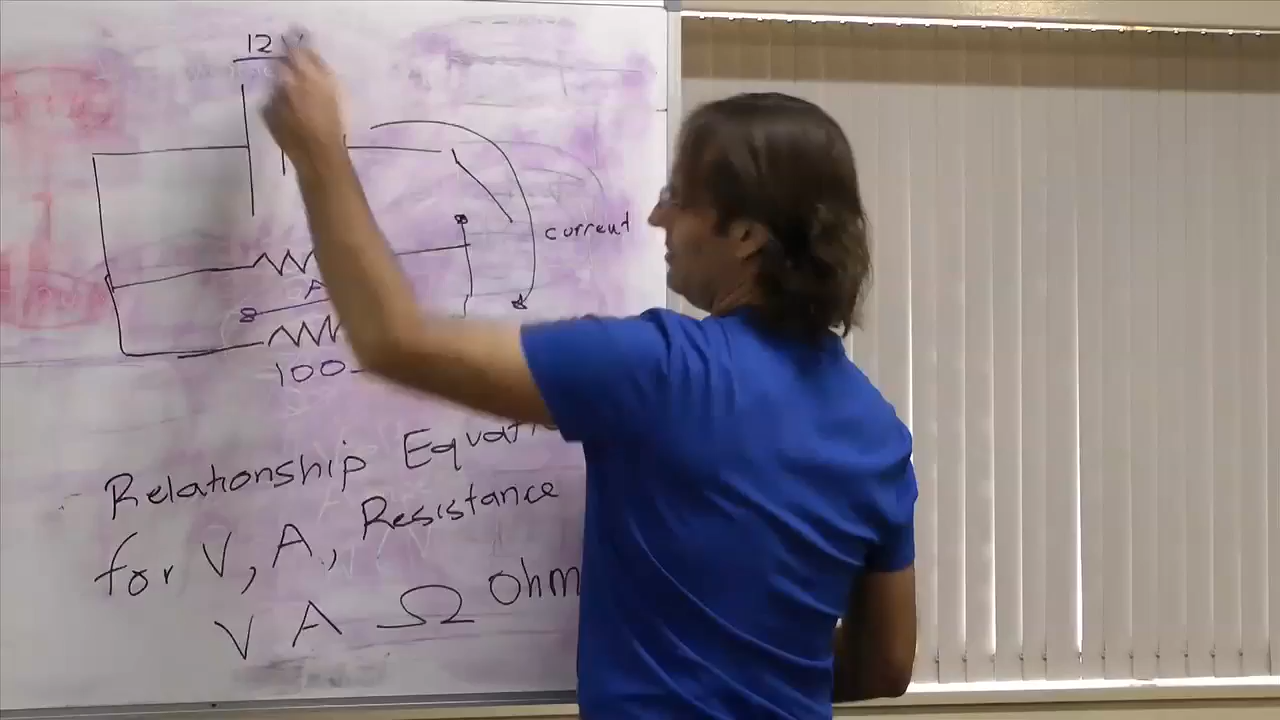 12 V
current
A
100
Relationship
for V, A, Resistance
V A Ω Ohm